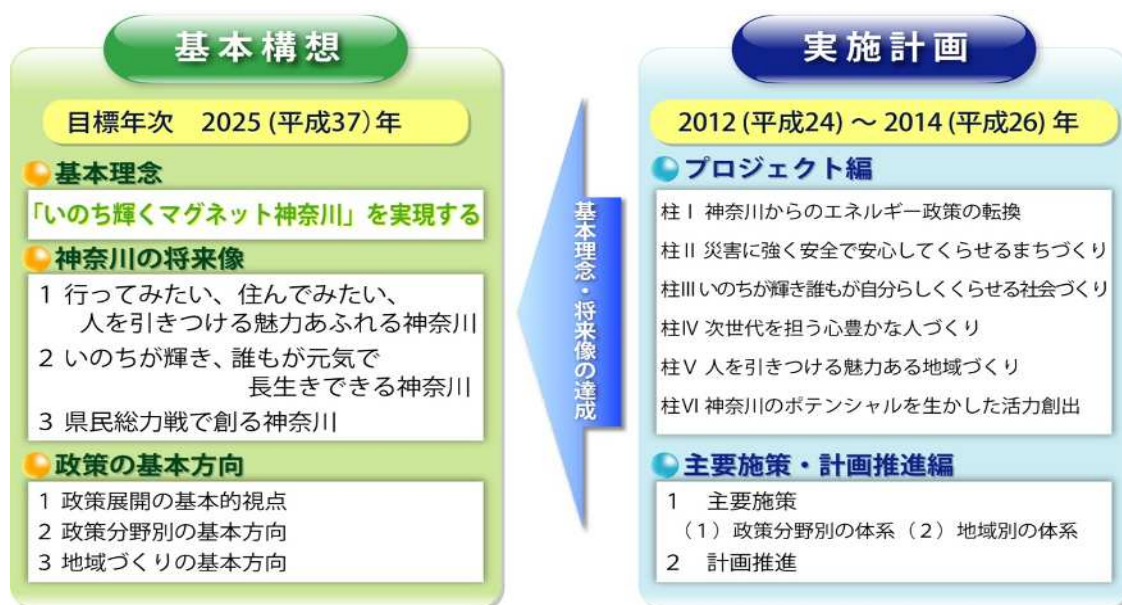 基本構想
目標年次 2025(平成37)年
基本理念
「いのち輝くマグネット神奈川」を実現する
神奈川の将来像
1 行ってみたい、住んでみたい、
人を引きつける魅力あふれる神奈川
2 いのちが輝き、誰もが元気で
長生きできる神奈川
3 県民総力戦で創る神奈川
政策の基本方向
1 政策展開の基本的視点
2 政策分野別の基本方向
3 地域づくりの基本方向
基本理念・将来像の達成
実施計画
2012(平成24)~2014(平成26)年
プロジェクト編
柱Ⅰ 神奈川からのエネルギー政策の転換
柱Ⅱ 災害に強く安全で安心してくらせるまちづくり
柱Ⅲ いのちが輝き誰もが自分らしくくらせる社会づくり
柱Ⅳ 次世代を担う心豊かな人づくり
柱Ⅴ 人を引きつける魅力ある地域づくり
柱Ⅵ 神奈川のポテンシャルを生かした活力創出
主要施策・計画推進編
1 主要施策
(1)政策分野別の体系(2)地域別の体系
2 計画推進